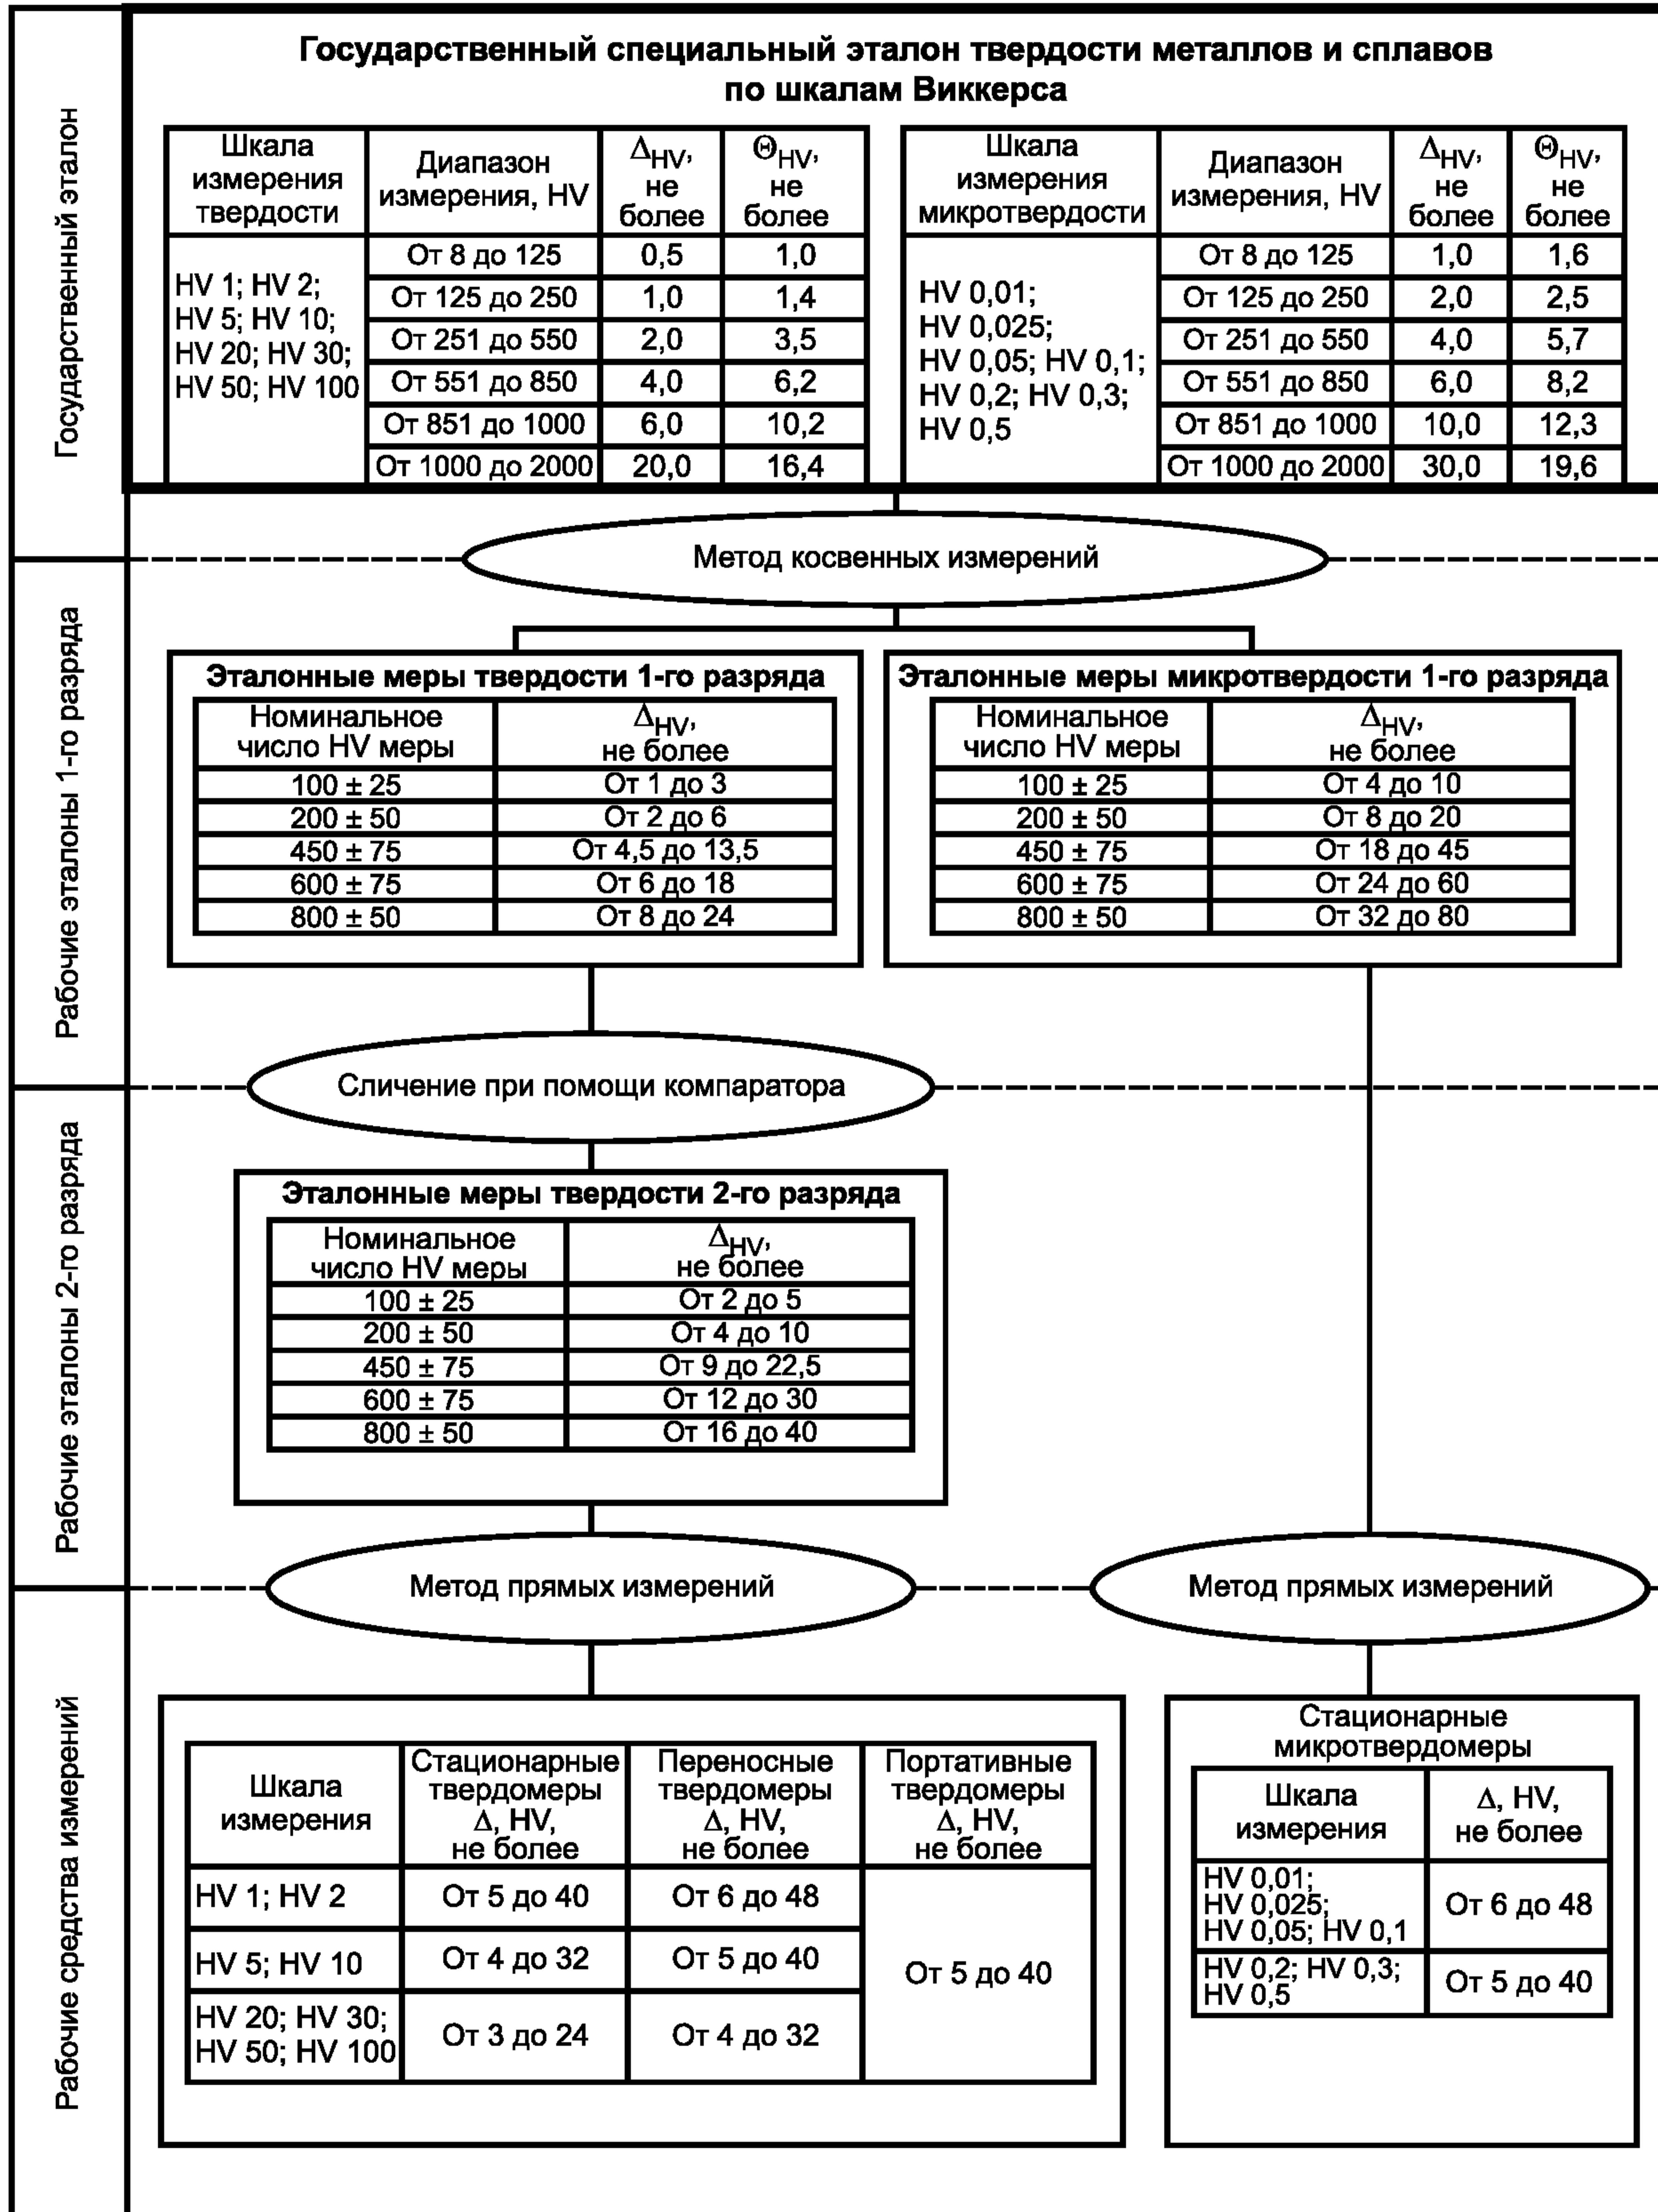 Государственный эталон
Государственный специальный эталон твердости металлов и сплавов
по шкалам Виккерса
Шкала
измерения
твердости
Диапазон
измерения, HV
Δ_HV,
не
более
Θ_HV,
не
более
HV 1; HV 2;
HV 5; HV 10;
HV 20; HV 30;
HV 50; HV 100
От 8 до 125
0,5
1,0
От 125 до 250
1,0
1,4
От 251 до 550
2,0
3,5
От 551 до 850
4,0
6,2
От 851 до 1000
6,0
10,2
От 1000 до 2000
20,0
16,4
Шкала
измерения
микротвердости
Диапазон
измерения, HV
Δ_HV,
не
более
Θ_HV,
не
более
HV 0,01;
HV 0,025;
HV 0,05; HV 0,1;
HV 0,2; HV 0,3;
HV 0,5
От 8 до 125
1,0
1,6
От 125 до 250
2,0
2,5
От 251 до 550
4,0
5,7
От 551 до 850
6,0
8,2
От 851 до 1000
10,0
12,3
От 1000 до 2000
30,0
19,6
Метод косвенных измерений
Рабочие эталоны 1-го разряда
Эталонные меры твердости 1-го разряда
Номинальное
число HV меры
Δ_HV,
не более
100 ± 25
От 1 до 3
200 ± 50
От 2 до 6
450 ± 75
От 4,5 до 13,5
600 ± 75
От 6 до 18
800 ± 50
От 8 до 24
Эталонные меры микротвердости 1-го разряда
Номинальное
число HV меры
Δ_HV,
не более
100 ± 25
От 4 до 10
200 ± 50
От 8 до 20
450 ± 75
От 18 до 45
600 ± 75
От 24 до 60
800 ± 50
От 32 до 80
Сличение при помощи компаратора
Рабочие эталоны 2-го разряда
Эталонные меры твердости 2-го разряда
Номинальное
число HV меры
Δ_HV,
не более
100 ± 25
От 2 до 5
200 ± 50
От 4 до 10
450 ± 75
От 9 до 22,5
600 ± 75
От 12 до 30
800 ± 50
От 16 до 40
Метод прямых измерений
Метод прямых измерений
Рабочие средства измерений
Шкала
измерения
Стационарные
твердомеры
Δ, HV,
не более
Переносные
твердомеры
Δ, HV,
не более
Портативные
твердомеры
Δ, HV,
не более
HV 1; HV 2
От 5 до 40
От 6 до 48
HV 5; HV 10
От 4 до 32
От 5 до 40
От 5 до 40
HV 20; HV 30;
HV 50; HV 100
От 3 до 24
От 4 до 32
Стационарные
микротвердомеры
Шкала
измерения
Δ, HV,
не более
HV 0,01;
HV 0,025;
HV 0,05; HV 0,1
От 6 до 48
HV 0,2; HV 0,3;
HV 0,5
От 5 до 40